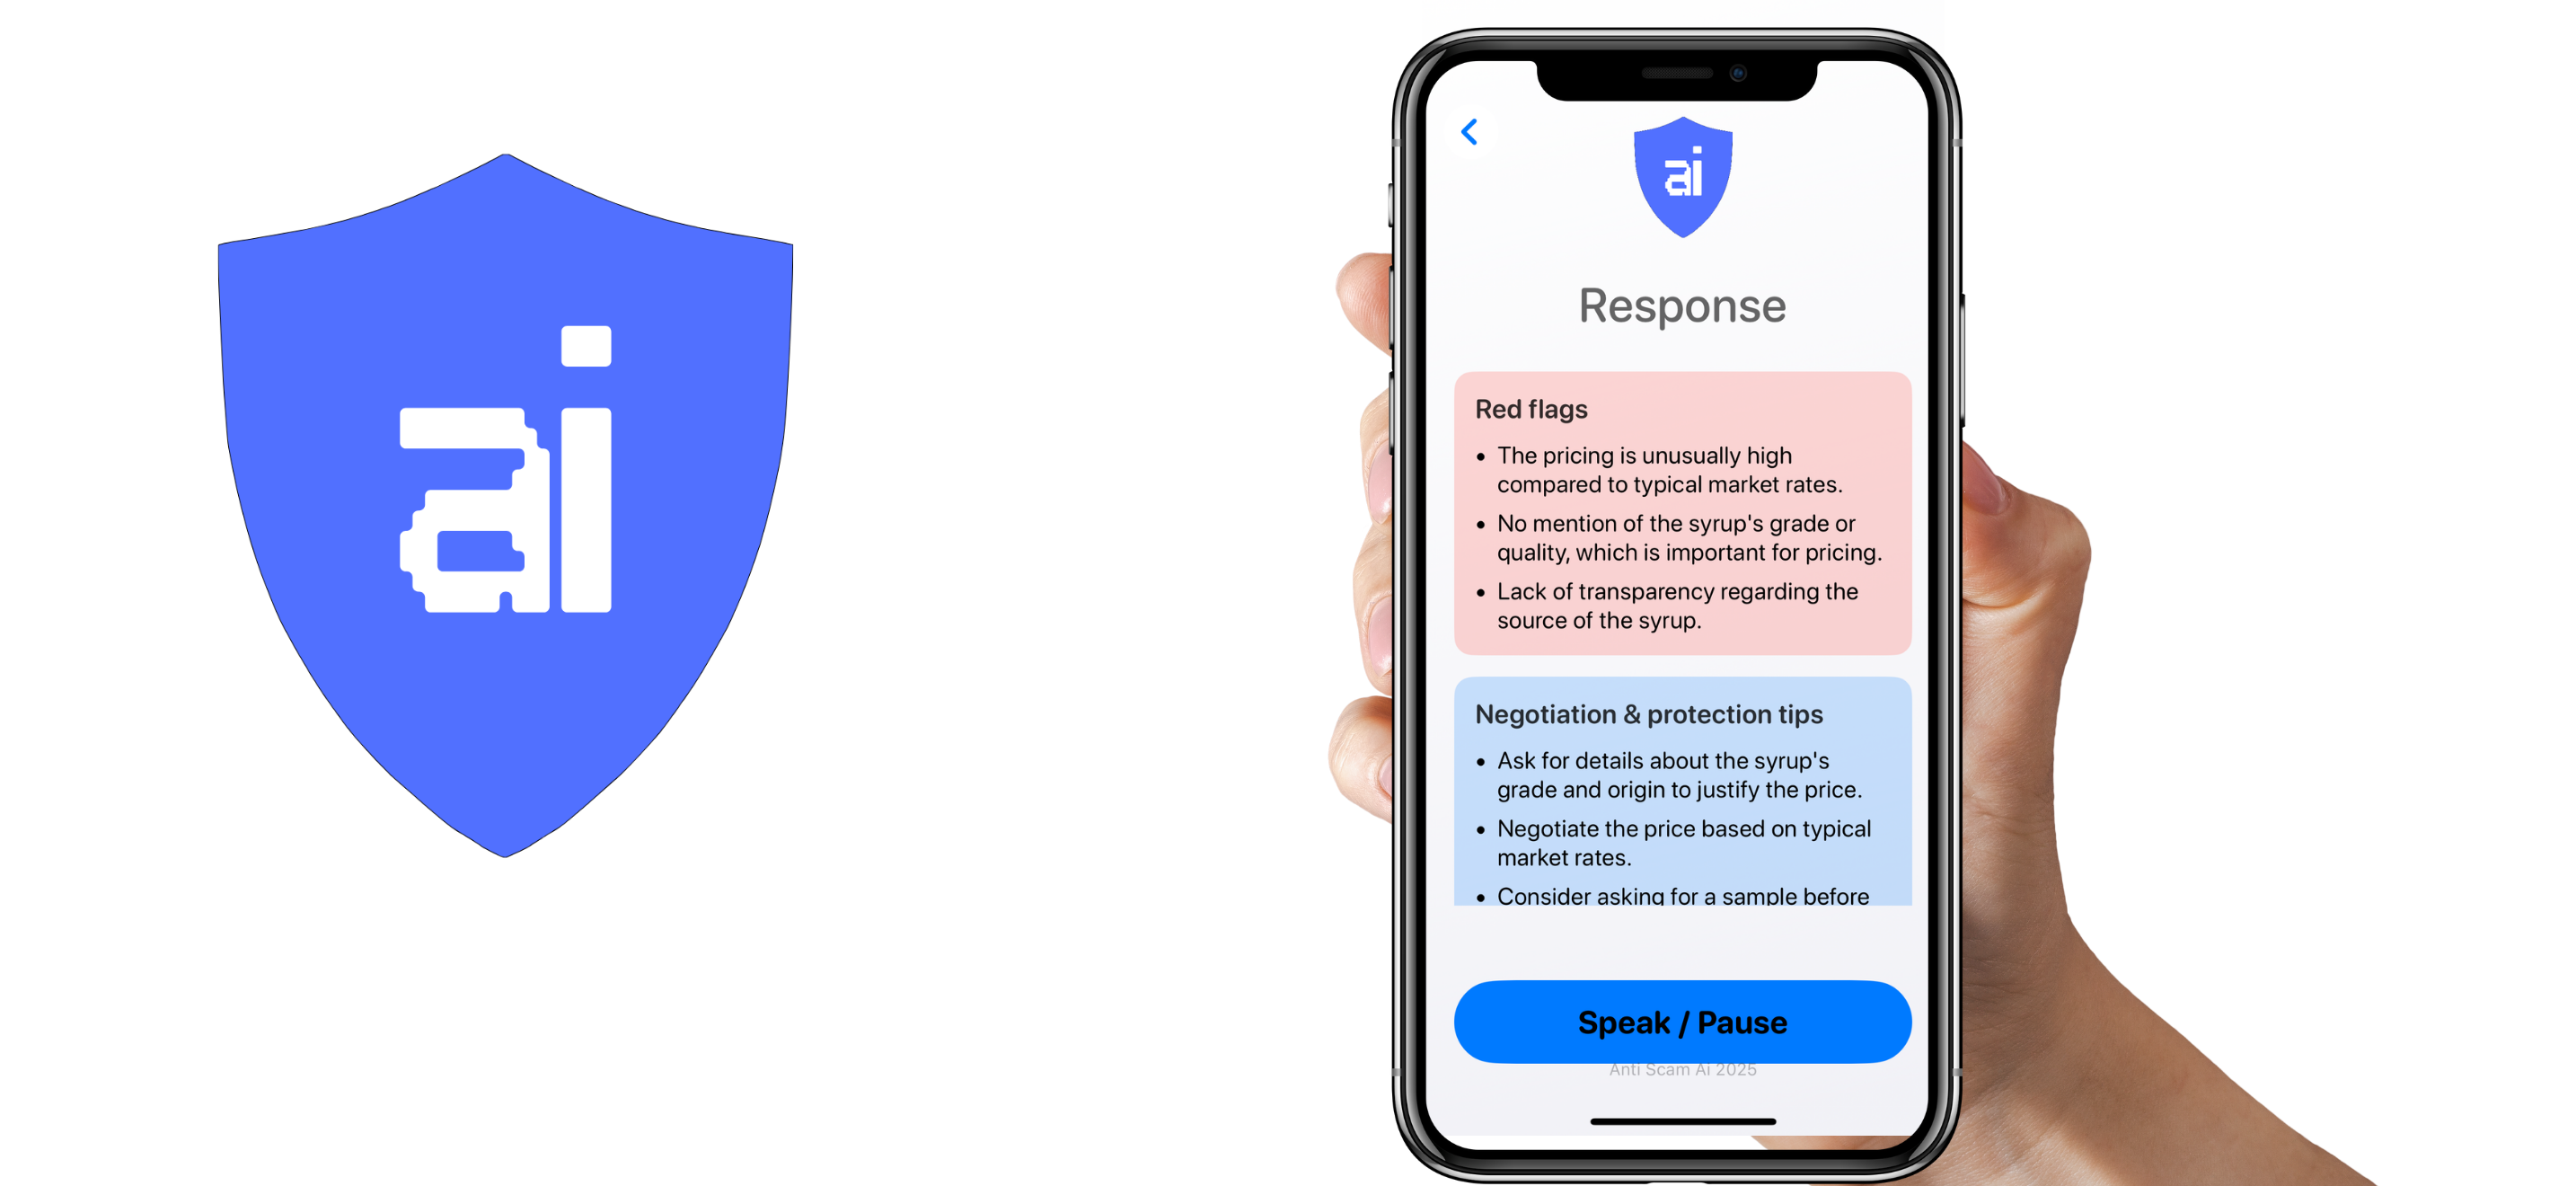 ai
ai
Response
Red flags
• The pricing is unusually high
compared to typical market rates.
• No mention of the syrup's grade or
quality, which is important for pricing.
• Lack of transparency regarding the
source of the syrup.
Negotiation & protection tips
• Ask for details about the syrup's
grade and origin to justify the price.
• Negotiate the price based on typical
market rates.
• Consider asking for a sample before
Speak / Pause
Anti Scam Ai 2025